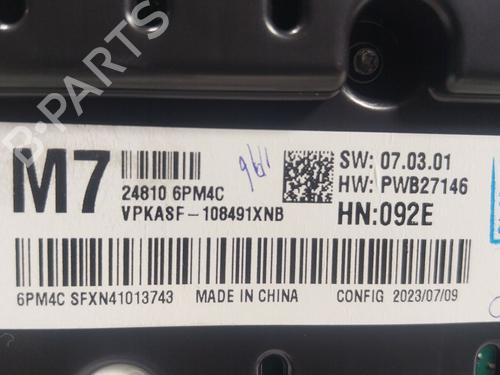 B-PARTS
M7
24810 6PM4C
VPKASF-108491XNB
SW: 07.03.01
HW: PWB27146
HN:092E
6PM4C SFXN41013743 MADE IN CHINA CONFIG 2023/07/09